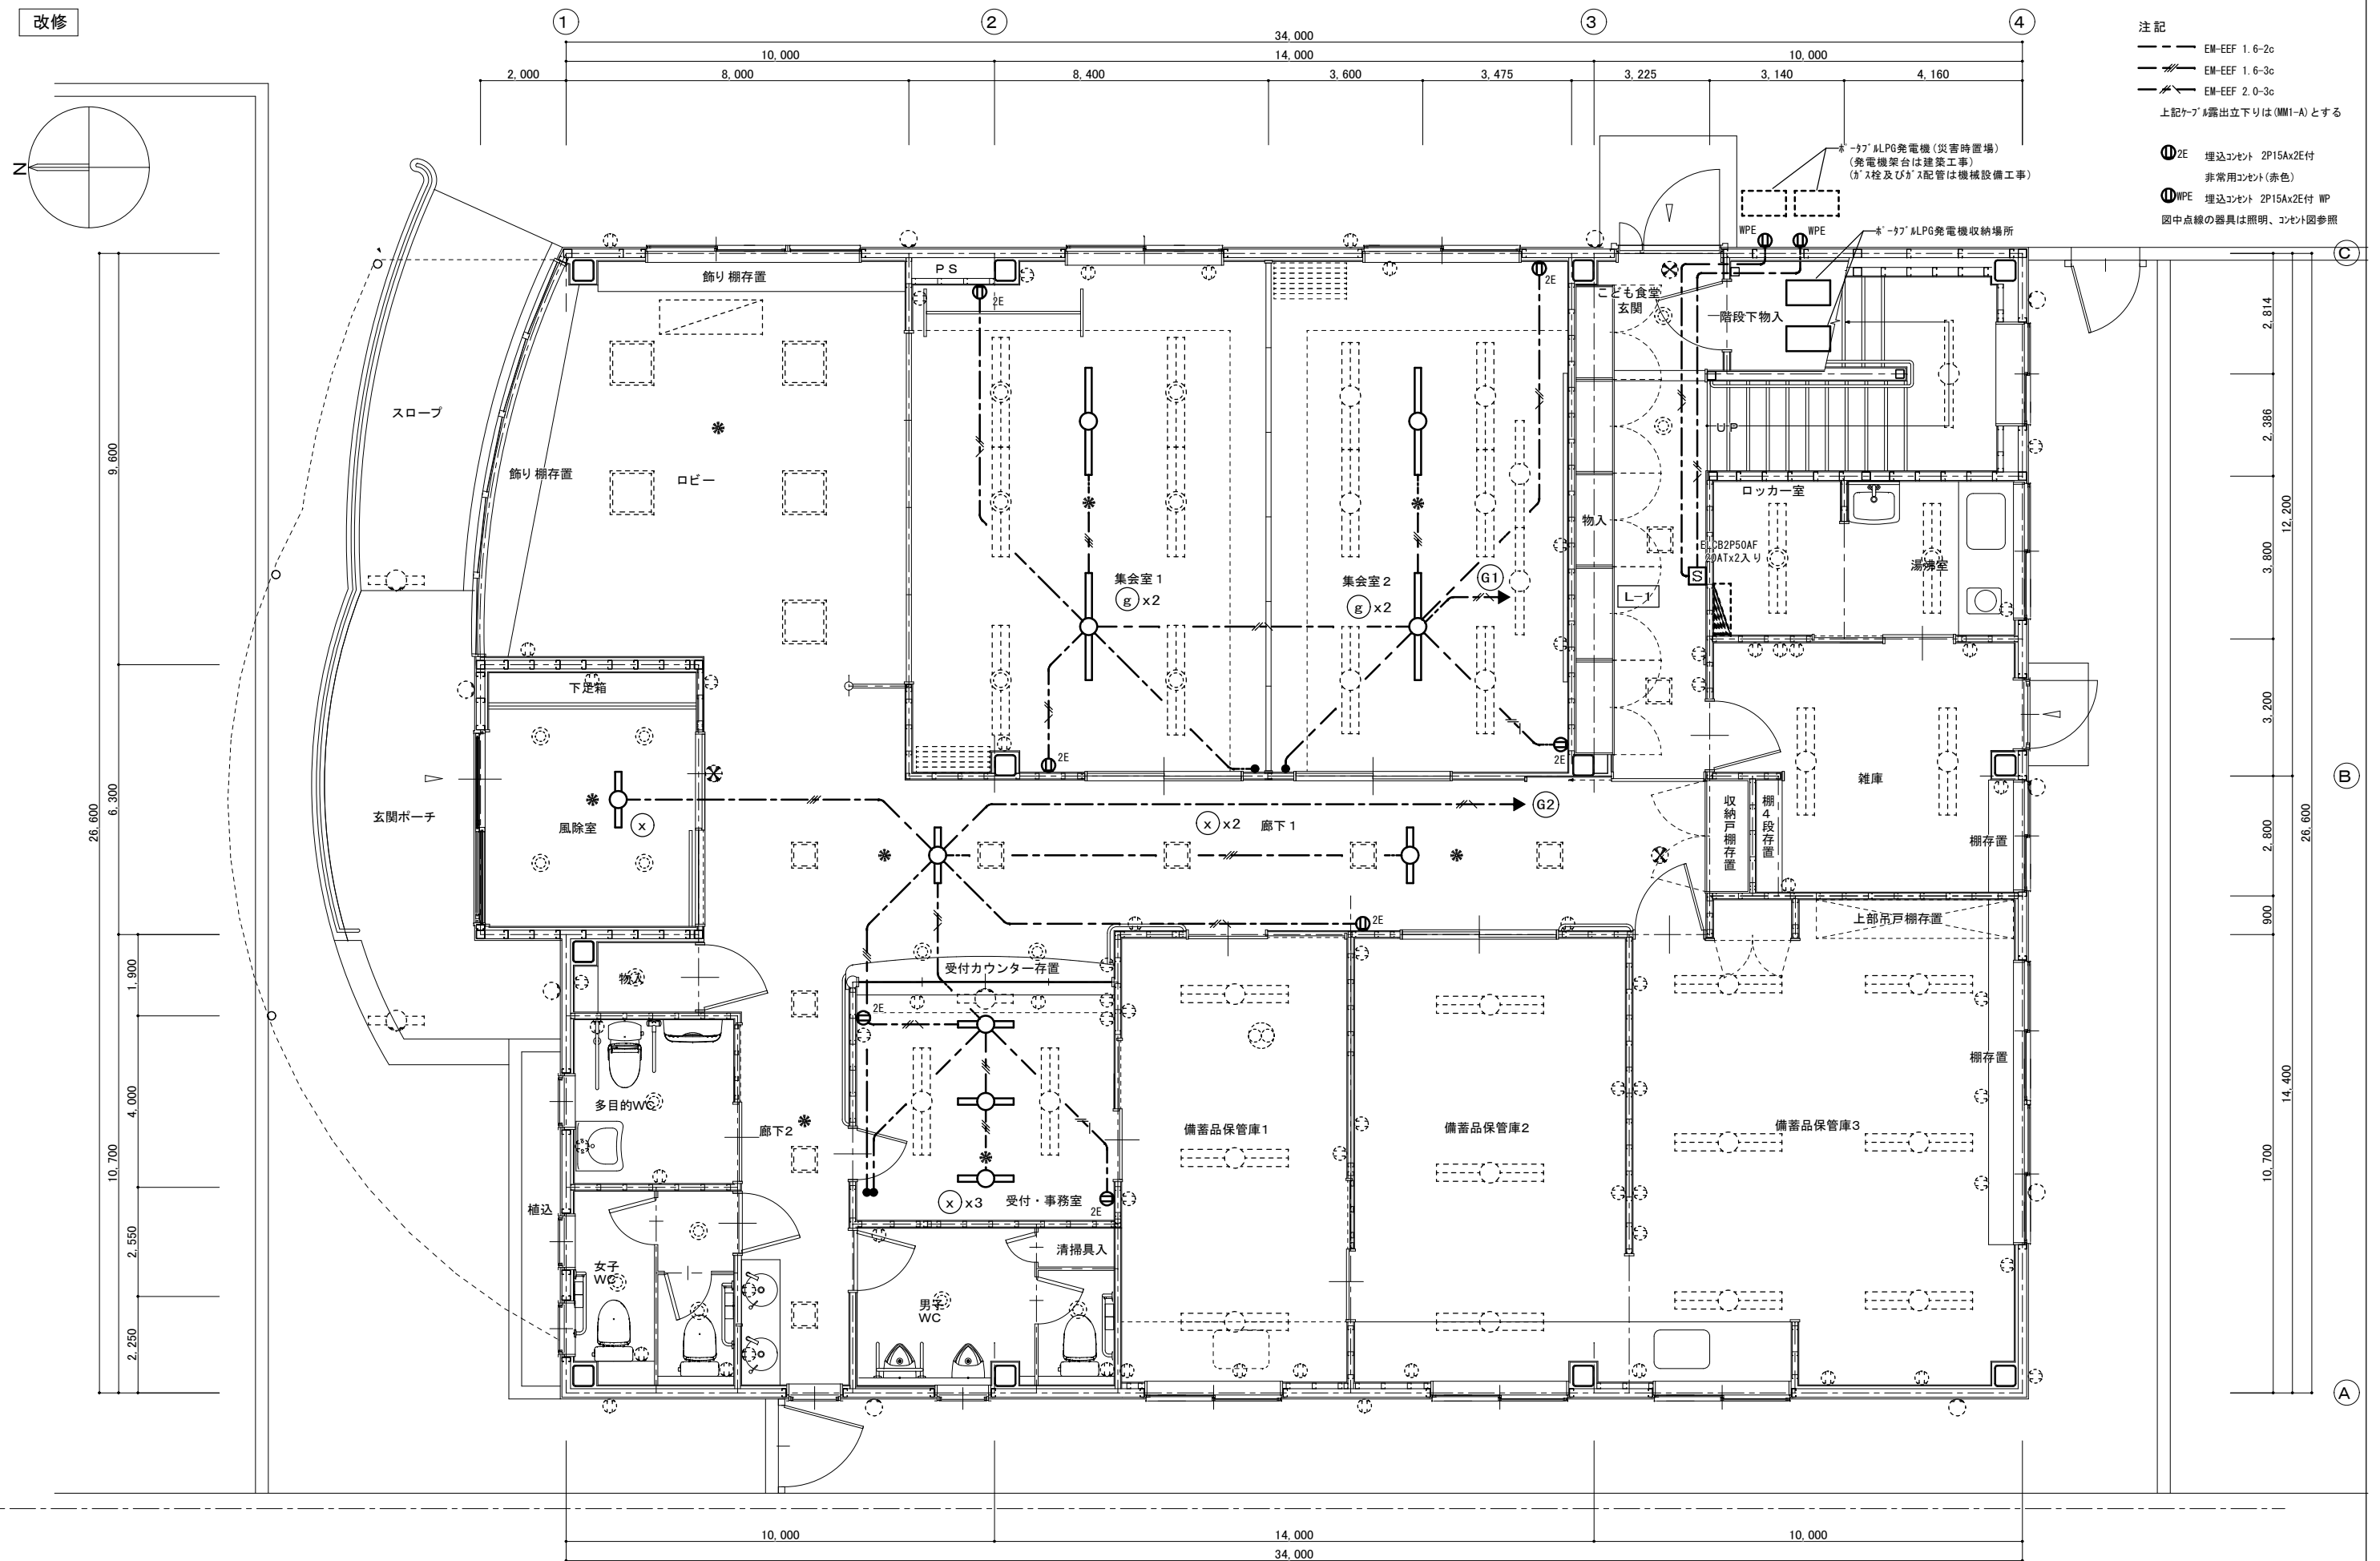 改修
1
2
3
4
34,000
10,000
14,000
10,000
2,000
8,000
8,400
3,600
3,475
3,225
3,140
4,160
注記
EM-EEF 1.6-2c
EM-EEF 1.6-3c
EM-EEF 2.0-3c
上記ケーブル露出立下りは(MM1-A)とする
2E 埋込コンセント 2P15Ax2E付
非常用コンセント(赤色)
WPE 埋込コンセント 2P15Ax2E付 WP
図中点線の器具は照明、コンセント図参照
N
ポータブルLPG発電機(災害時置場)
(発電機架台は建築工事)
(ガス栓及びガス配管は機械設備工事)
WPE
WPE
ポータブルLPG発電機収納場所
C
PS
飾り棚存置
2E
2E
こども食堂
玄関
階段下物入
2,814
スロープ
飾り棚存置
ロビー
UP
2,386
9,600
ロッカー室
12,200
物入
ELCB2P50AF
20ATx2入り
湯沸室
3,800
S
集会室1
g x2
集会室2
g x2
G1
L-1
下足箱
3,200
2E
2E
雑庫
B
26,600
6,300
玄関ポーチ
風除室
x
x x2 廊下1
G2
収納戸棚存置
棚4段存置
棚存置
2,800
26,600
2E
上部吊戸棚存置
900
受付カウンター存置
物入
1,900
2E
棚存置
多目的WC
4,000
廊下2
備蓄品保管庫1
備蓄品保管庫2
備蓄品保管庫3
14,400
10,700
10,700
x x3 受付・事務室
2E
植込
2,550
女子
WC
清掃具入
男子
WC
2,250
A
10,000
14,000
10,000
34,000